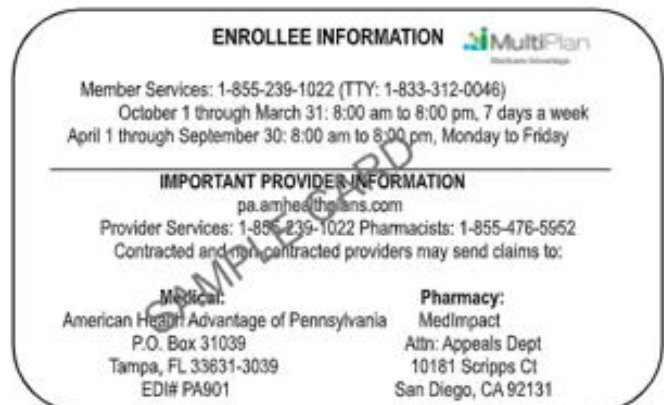 ENROLLEE INFORMATION MultiPlan
Medicare Advantage
Member Services: 1-855-239-1022 (TTY: 1-833-312-0046)
October 1 through March 31: 8:00 am to 8:00 pm, 7 days a week
April 1 through September 30: 8:00 am to 8:00 pm, Monday to Friday
IMPORTANT PROVIDER INFORMATION
pa.amhealthplans.com
Provider Services: 1-855-239-1022 Pharmacists: 1-855-476-5952
Contracted and non-contracted providers may send claims to:
SAMPLE CARD
Medical:
American Health Advantage of Pennsylvania
P.O. Box 31039
Tampa, FL 33631-3039
EDI# PA901
Pharmacy:
MedImpact
Attn: Appeals Dept
10181 Scripps Ct
San Diego, CA 92131